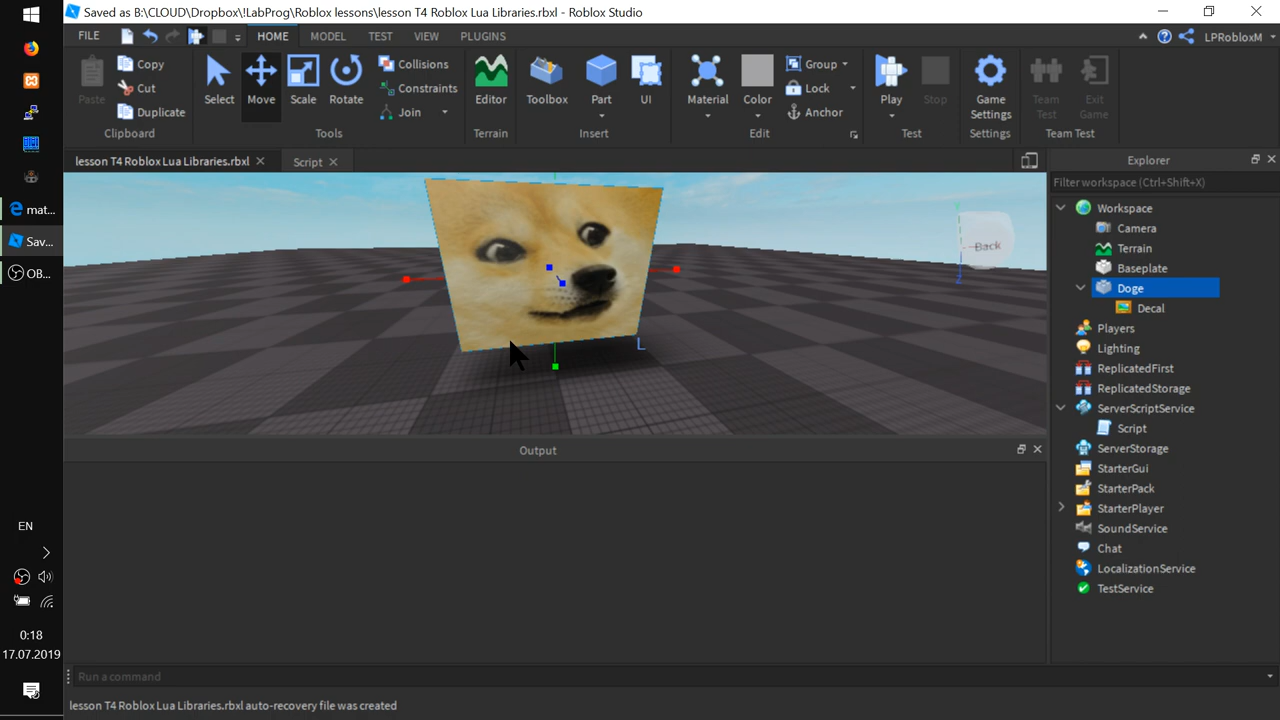 Saved as B:\CLOUD\Dropbox\!LabProg\Roblox lessons\lesson T4 Roblox Lua Libraries.rbxl - Roblox Studio
FILE HOME MODEL TEST VIEW PLUGINS LPRobloxM
Paste Copy Cut Duplicate Clipboard
Select Move Scale Rotate Collisions Constraints Join Tools
Editor Terrain
Toolbox Part UI Insert
Material Color Group Lock Anchor Edit
Play Stop Test
Game Settings Settings
Team Test Exit Game Team Test
lesson T4 Roblox Lua Libraries.rbxl Script
Back
L
Output
Run a command
lesson T4 Roblox Lua Libraries.rbxl auto-recovery file was created
Explorer
Filter workspace (Ctrl+Shift+X)
Workspace
Camera
Terrain
Baseplate
Doge
Decal
Players
Lighting
ReplicatedFirst
ReplicatedStorage
ServerScriptService
Script
ServerStorage
StarterGui
StarterPack
StarterPlayer
SoundService
Chat
LocalizationService
TestService
mat...
Sav...
OB...
EN
0:18
17.07.2019